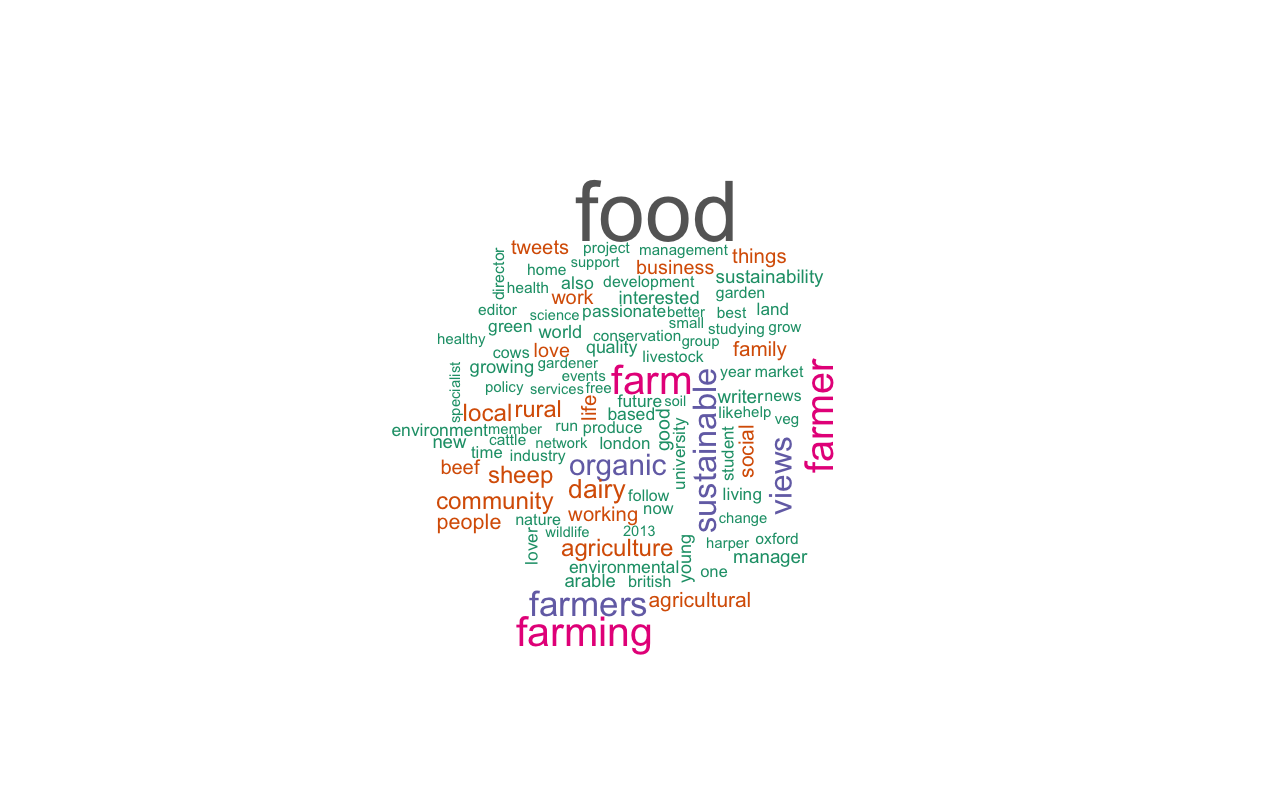 food
tweets
project
management
things
director
home
support
business
sustainability
health
also
development
work
interested
garden
editor
science
passionate
better
best
land
green
world
small
studying
grow
healthy
conservation
group
cows
love
quality
livestock
family
growing
gardener
events
farm
year
market
farmer
specialist
policy
services
free
life
future
soil
sustainable
writer
news
local
rural
based
good
like
help
veg
environment
member
run
produce
university
student
social
views
new
cattle
network
london
time
industry
beef
sheep
organic
dairy
follow
living
community
people
nature
working
now
change
lover
wildlife
2013
agriculture
young
harper
oxford
environmental
manager
arable
british
one
farmers
agricultural
farming